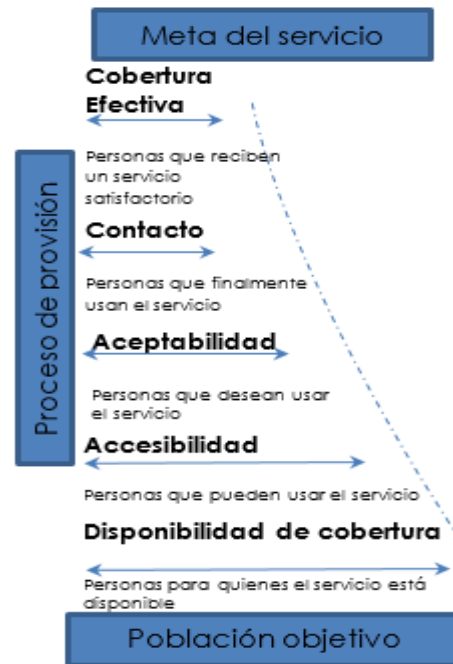 Meta del servicio
Cobertura
Efectiva
Personas que reciben
un servicio
satisfactorio
Proceso de provisión
Contacto
Personas que finalmente
usan el servicio
Aceptabilidad
Personas que desean usar
el servicio
Accesibilidad
Personas que pueden usar el servicio
Disponibilidad de cobertura
Personas para quienes el servicio está
disponible
Población objetivo